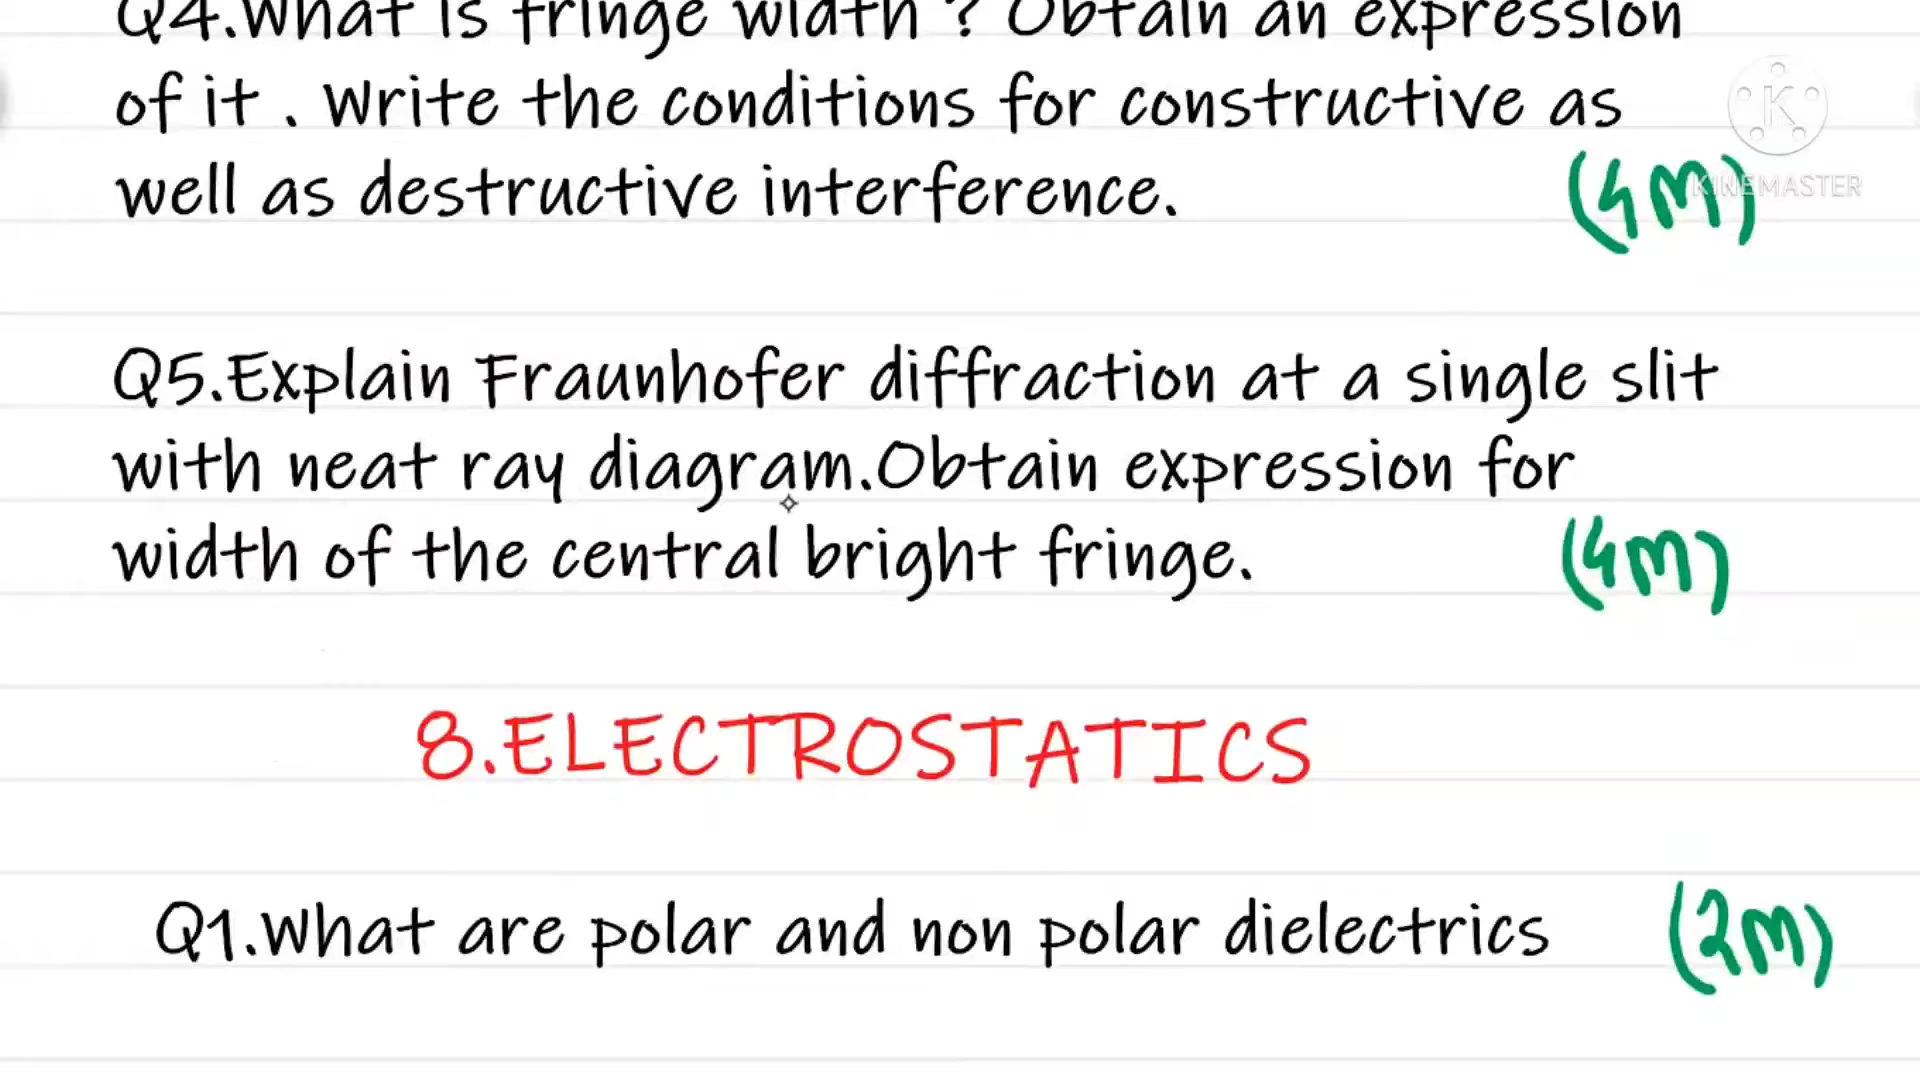 Q4.What is fringe width ? Obtain an expression
of it . Write the conditions for constructive as
well as destructive interference.
(4M)
KINEMASTER
Q5.Explain Fraunhofer diffraction at a single slit
with neat ray diagram.Obtain expression for
width of the central bright fringe.
(4M)
8.ELECTROSTATICS
Q1.What are polar and non polar dielectrics
(2M)